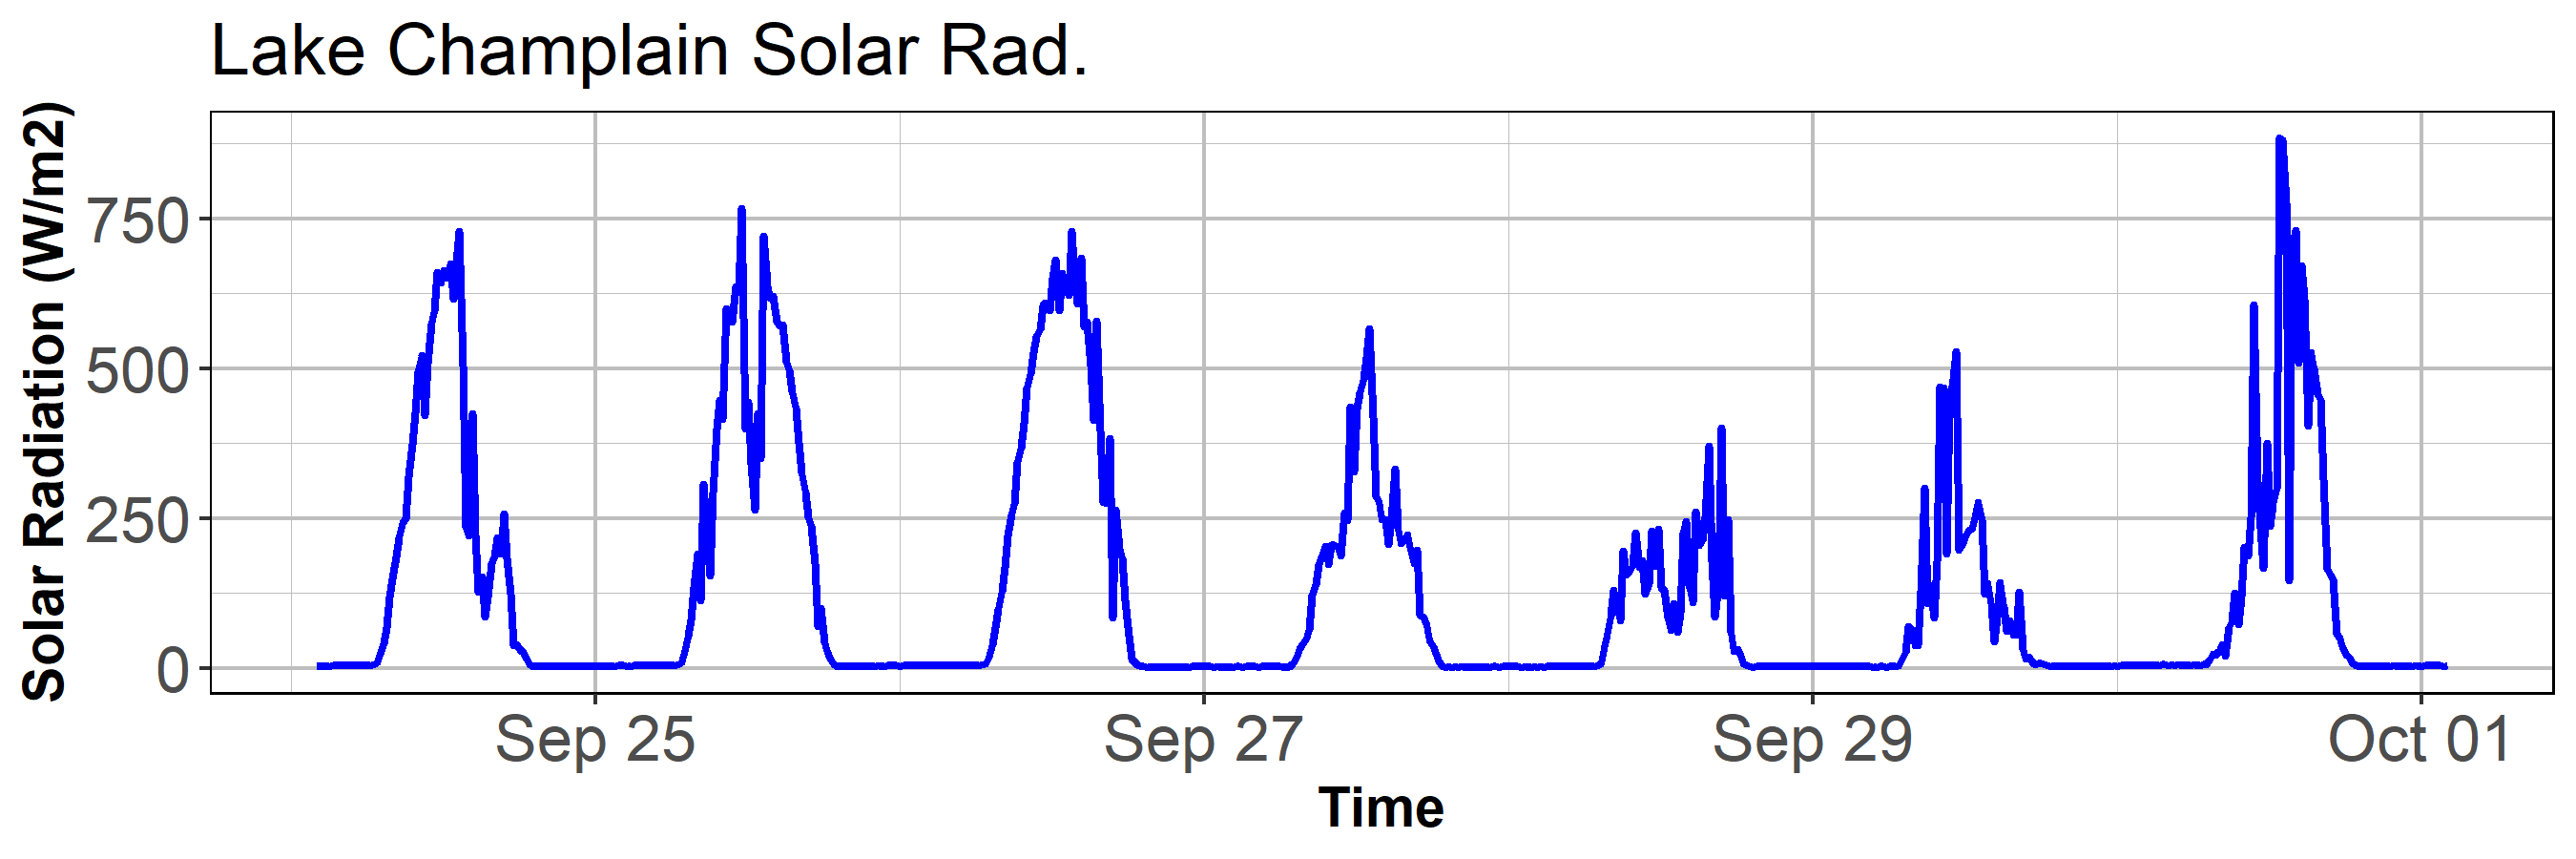 Lake Champlain Solar Rad.
Solar Radiation (W/m2)
750
500
250
0
Sep 25
Sep 27
Sep 29
Oct 01
Time